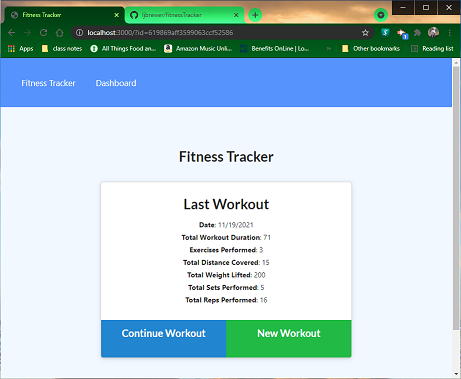 Fitness Tracker
ljbrewer/fitnessTracker
localhost:3000/?id=619869aff3599063ccf52586
Apps
class notes
All Things Food an...
Amazon Music Unli...
Benefits OnLine | Lo...
Other bookmarks
Reading list
Fitness Tracker
Dashboard
Fitness Tracker
Last Workout
Date: 11/19/2021
Total Workout Duration: 71
Exercises Performed: 3
Total Distance Covered: 15
Total Weight Lifted: 200
Total Sets Performed: 5
Total Reps Performed: 16
Continue Workout
New Workout